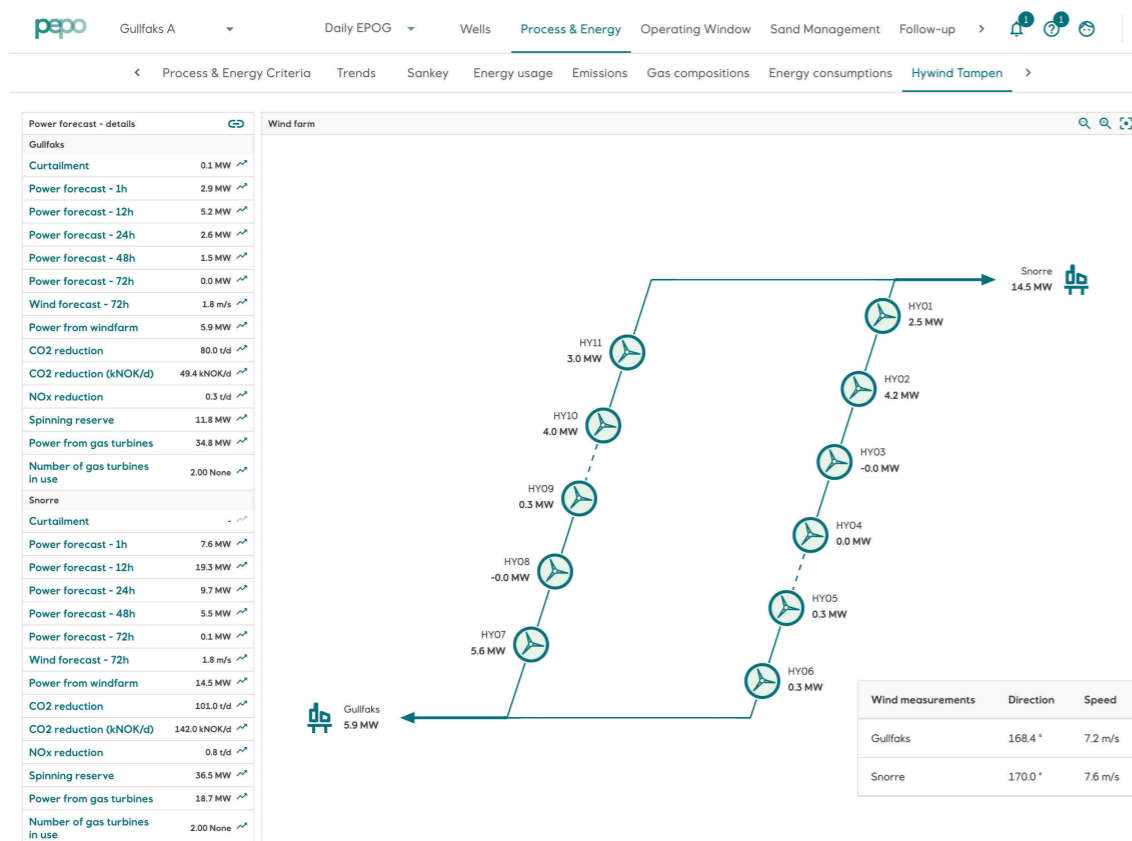 pepo
Gullfaks A
Daily EPOG
Wells
Process & Energy
Operating Window
Sand Management
Follow-up
1
1
Process & Energy Criteria
Trends
Sankey
Energy usage
Emissions
Gas compositions
Energy consumptions
Hywind Tampen
Power forecast - details
Gullfaks
Curtailment 0.1 MW
Power forecast - 1h 2.9 MW
Power forecast - 12h 5.2 MW
Power forecast - 24h 2.6 MW
Power forecast - 48h 1.5 MW
Power forecast - 72h 0.0 MW
Wind forecast - 72h 1.8 m/s
Power from windfarm 5.9 MW
CO2 reduction 80.0 t/d
CO2 reduction (kNOK/d) 49.4 kNOK/d
NOx reduction 0.3 t/d
Spinning reserve 11.8 MW
Power from gas turbines 34.8 MW
Number of gas turbines
in use 2.00 None
Snorre
Curtailment -
Power forecast - 1h 7.6 MW
Power forecast - 12h 19.3 MW
Power forecast - 24h 9.7 MW
Power forecast - 48h 5.5 MW
Power forecast - 72h 0.1 MW
Wind forecast - 72h 1.8 m/s
Power from windfarm 14.5 MW
CO2 reduction 101.0 t/d
CO2 reduction (kNOK/d) 142.0 kNOK/d
NOx reduction 0.8 t/d
Spinning reserve 36.5 MW
Power from gas turbines 18.7 MW
Number of gas turbines
in use 2.00 None
Wind farm
Snorre
14.5 MW
HY01
2.5 MW
HY11
3.0 MW
HY02
4.2 MW
HY10
4.0 MW
HY03
-0.0 MW
HY09
0.3 MW
HY04
0.0 MW
HY08
-0.0 MW
HY05
0.3 MW
HY07
5.6 MW
HY06
0.3 MW
Gullfaks
5.9 MW
Wind measurements Direction Speed
Gullfaks 168.4 ° 7.2 m/s
Snorre 170.0 ° 7.6 m/s